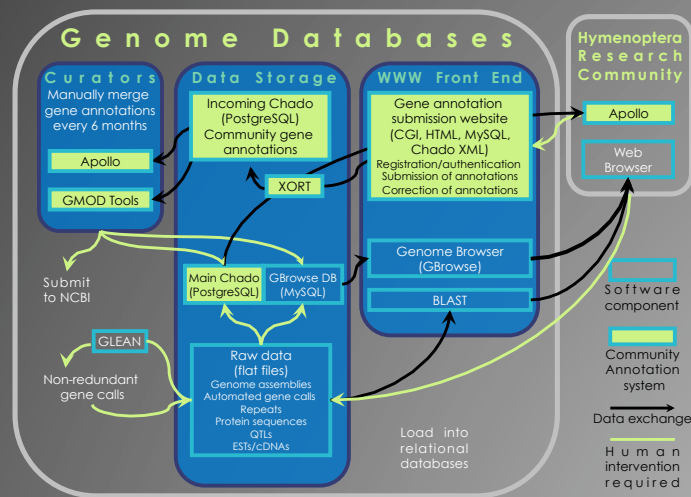 Genome Databases
Hymenoptera
Research
Community
Curators
Manually merge
gene annotations
every 6 months
Apollo
GMOD Tools
Submit
to NCBI
GLEAN
Non-redundant
gene calls
Data Storage
Incoming Chado
(PostgreSQL)
Community gene
annotations
XORT
Main Chado
(PostgreSQL)
GBrowse DB
(MySQL)
Raw data
(flat files)
Genome assemblies
Automated gene calls
Repeats
Protein sequences
QTLs
ESTs/cDNAs
WWW Front End
Gene annotation
submission website
(CGI, HTML, MySQL,
Chado XML)
Registration/authentication
Submission of annotations
Correction of annotations
Genome Browser
(GBrowse)
BLAST
Load into
relational
databases
Apollo
Web
Browser
Software
component
Community
Annotation
system
Data exchange
Human
intervention
required